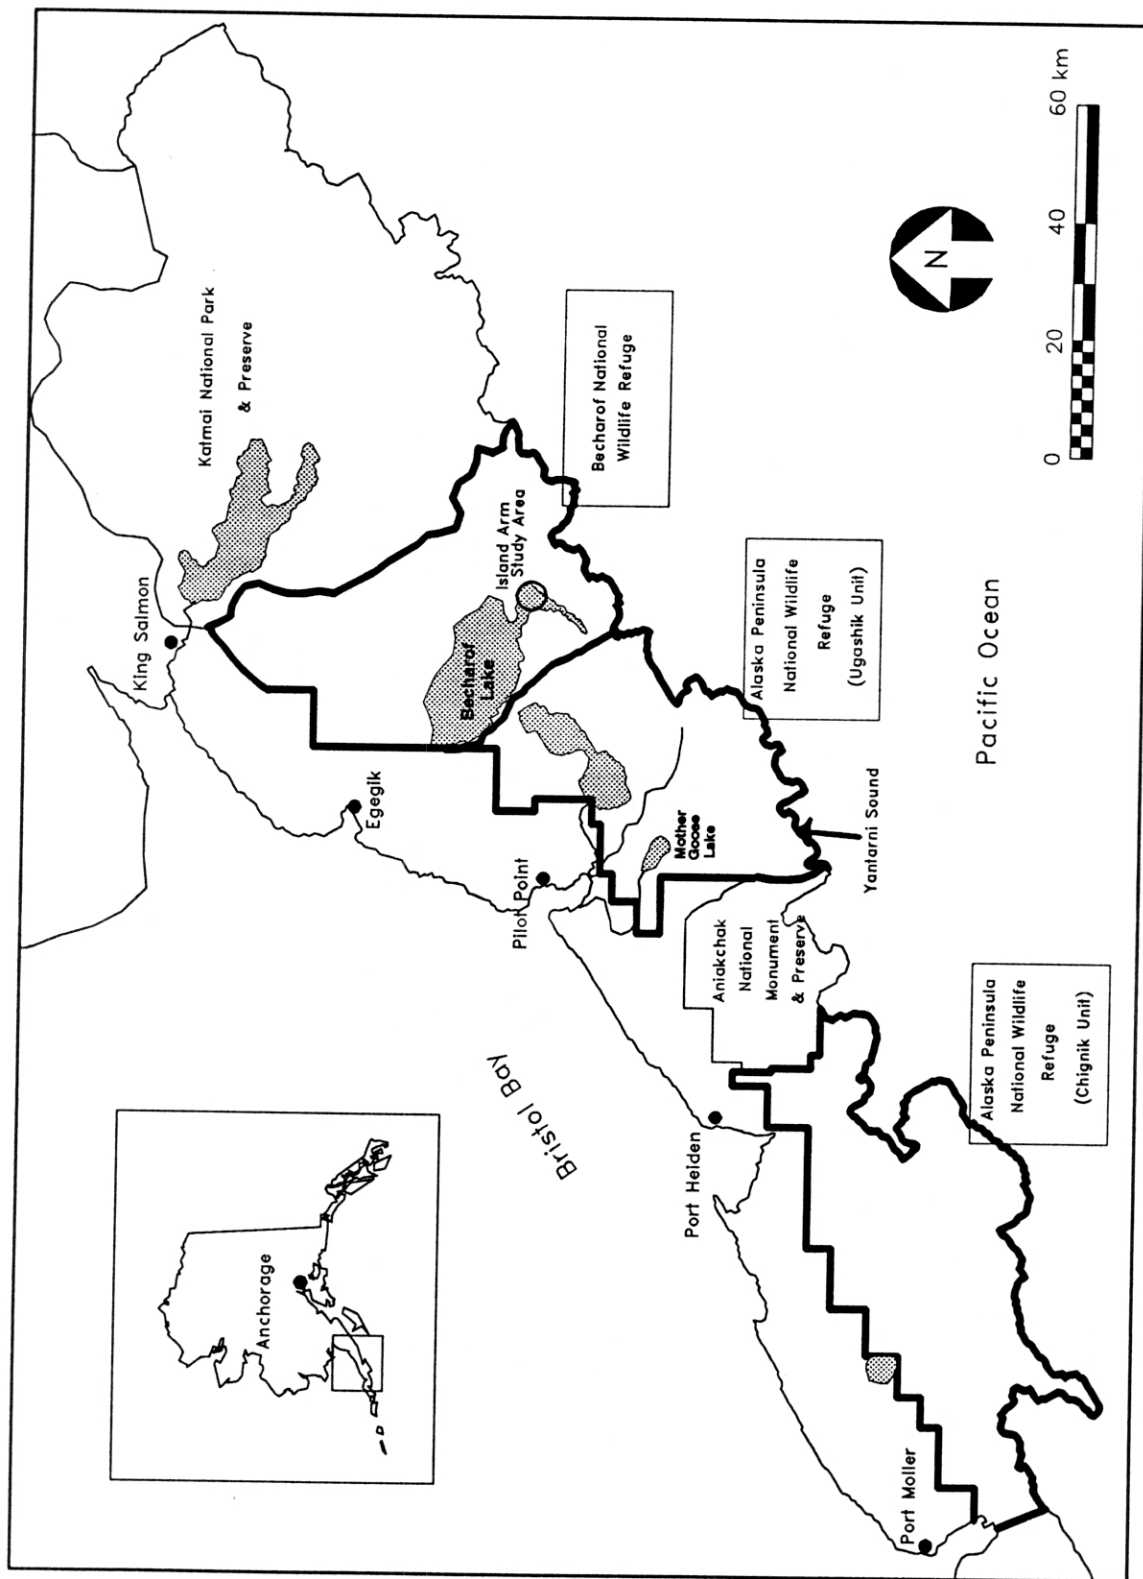 Katmai National Park
& Preserve
King Salmon
Becharof National
Wildlife Refuge
Island Arm
Study Area
Becharof
Lake
Egegik
Alaska Peninsula
National Wildlife
Refuge
(Ugashik Unit)
Pilot Point
Mother
Goose
Lake
Yantarni Sound
Pacific Ocean
Aniakchak
National
Monument
& Preserve
Bristol Bay
Port Heiden
Alaska Peninsula
National Wildlife
Refuge
(Chignik Unit)
Port Moller
Anchorage
N
0 20 40 60 km